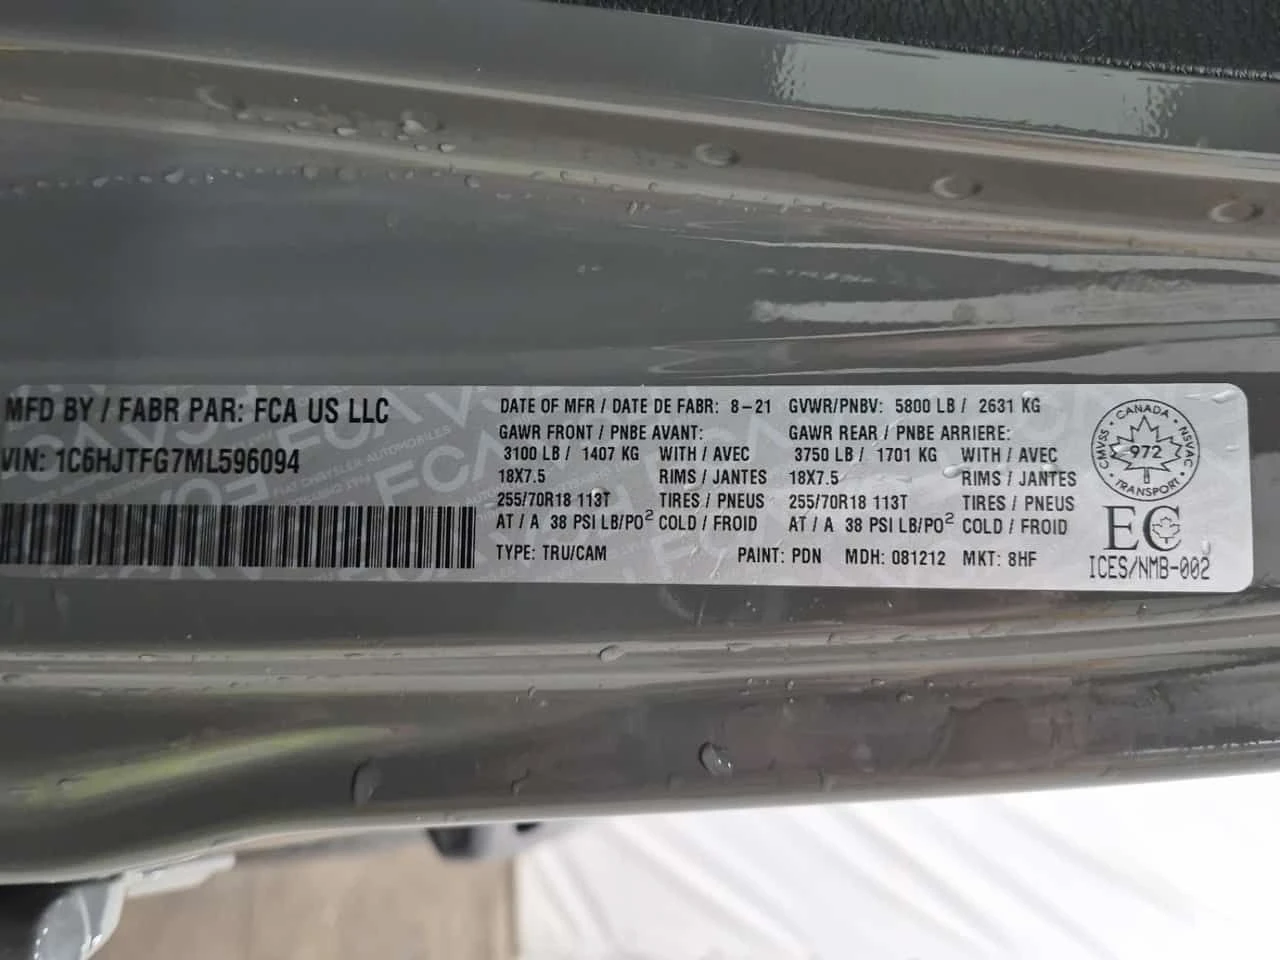 MFD BY / FABR PAR: FCA US LLC
VIN: 1C6HJTFG7ML596094
DATE OF MFR / DATE DE FABR: 8-21 GVWR/PNBV: 5800 LB / 2631 KG
GAWR FRONT / PNBE AVANT: GAWR REAR / PNBE ARRIERE:
3100 LB / 1407 KG WITH / AVEC 3750 LB / 1701 KG WITH / AVEC
18X7.5 RIMS / JANTES 18X7.5 RIMS / JANTES
255/70R18 113T TIRES / PNEUS 255/70R18 113T TIRES / PNEUS
AT / A 38 PSI LB/PO² COLD / FROID AT / A 38 PSI LB/PO² COLD / FROID
TYPE: TRU/CAM PAINT: PDN MDH: 081212 MKT: 8HF
CANADA
CMVSS NSVAC
972
TRANSPORT
EC
ICES/NMB-002